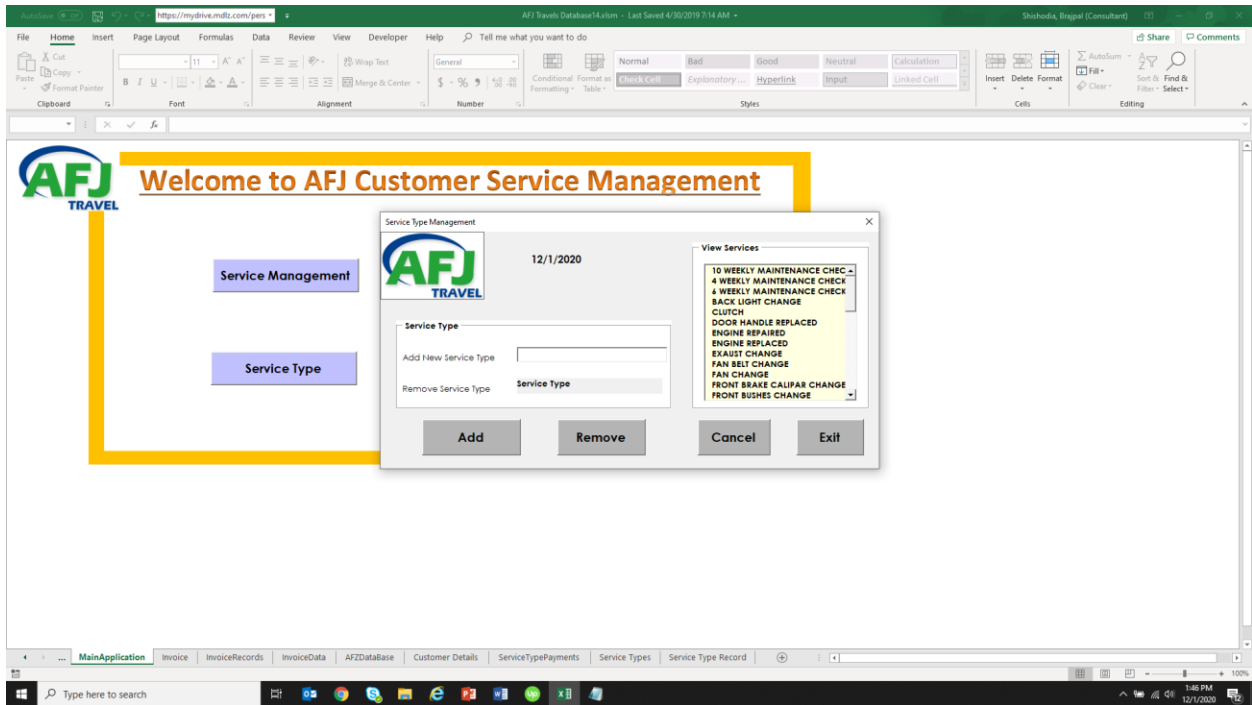 AutoSave Off
https://mydrive.mdlz.com/pers
AFJ Travels Database14.xlsm - Last Saved 4/30/2019 7:14 AM
Shishodia, Brajpal (Consultant)
File Home Insert Page Layout Formulas Data Review View Developer Help Tell me what you want to do
Share Comments
Paste
Cut
Copy
Format Painter
Clipboard
11 A A
B I U A
Font
Wrap Text
Merge & Center
Alignment
General
$ % ,
Number
Conditional Formatting
Format as Table
Normal Bad Good Neutral Calculation
Check Cell Explanatory... Hyperlink Input Linked Cell
Styles
Insert Delete Format
Cells
AutoSum
Fill
Clear
Sort & Filter
Find & Select
Editing
fx
AFJ
TRAVEL
Welcome to AFJ Customer Service Management
Service Management
Service Type
Service Type Management
AFJ
TRAVEL
12/1/2020
Service Type
Add New Service Type
Remove Service Type Service Type
View Services
10 WEEKLY MAINTENANCE CHEC
4 WEEKLY MAINTENANCE CHECK
6 WEEKLY MAINTENANCE CHECK
BACK LIGHT CHANGE
CLUTCH
DOOR HANDLE REPLACED
ENGINE REPAIRED
ENGINE REPLACED
EXAUST CHANGE
FAN BELT CHANGE
FAN CHANGE
FRONT BRAKE CALIPAR CHANGE
FRONT BUSHES CHANGE
Add Remove Cancel Exit
... MainApplication Invoice InvoiceRecords InvoiceData AFZDataBase Customer Details ServiceTypePayments Service Types Service Type Record
100%
Type here to search
1:46 PM
12/1/2020